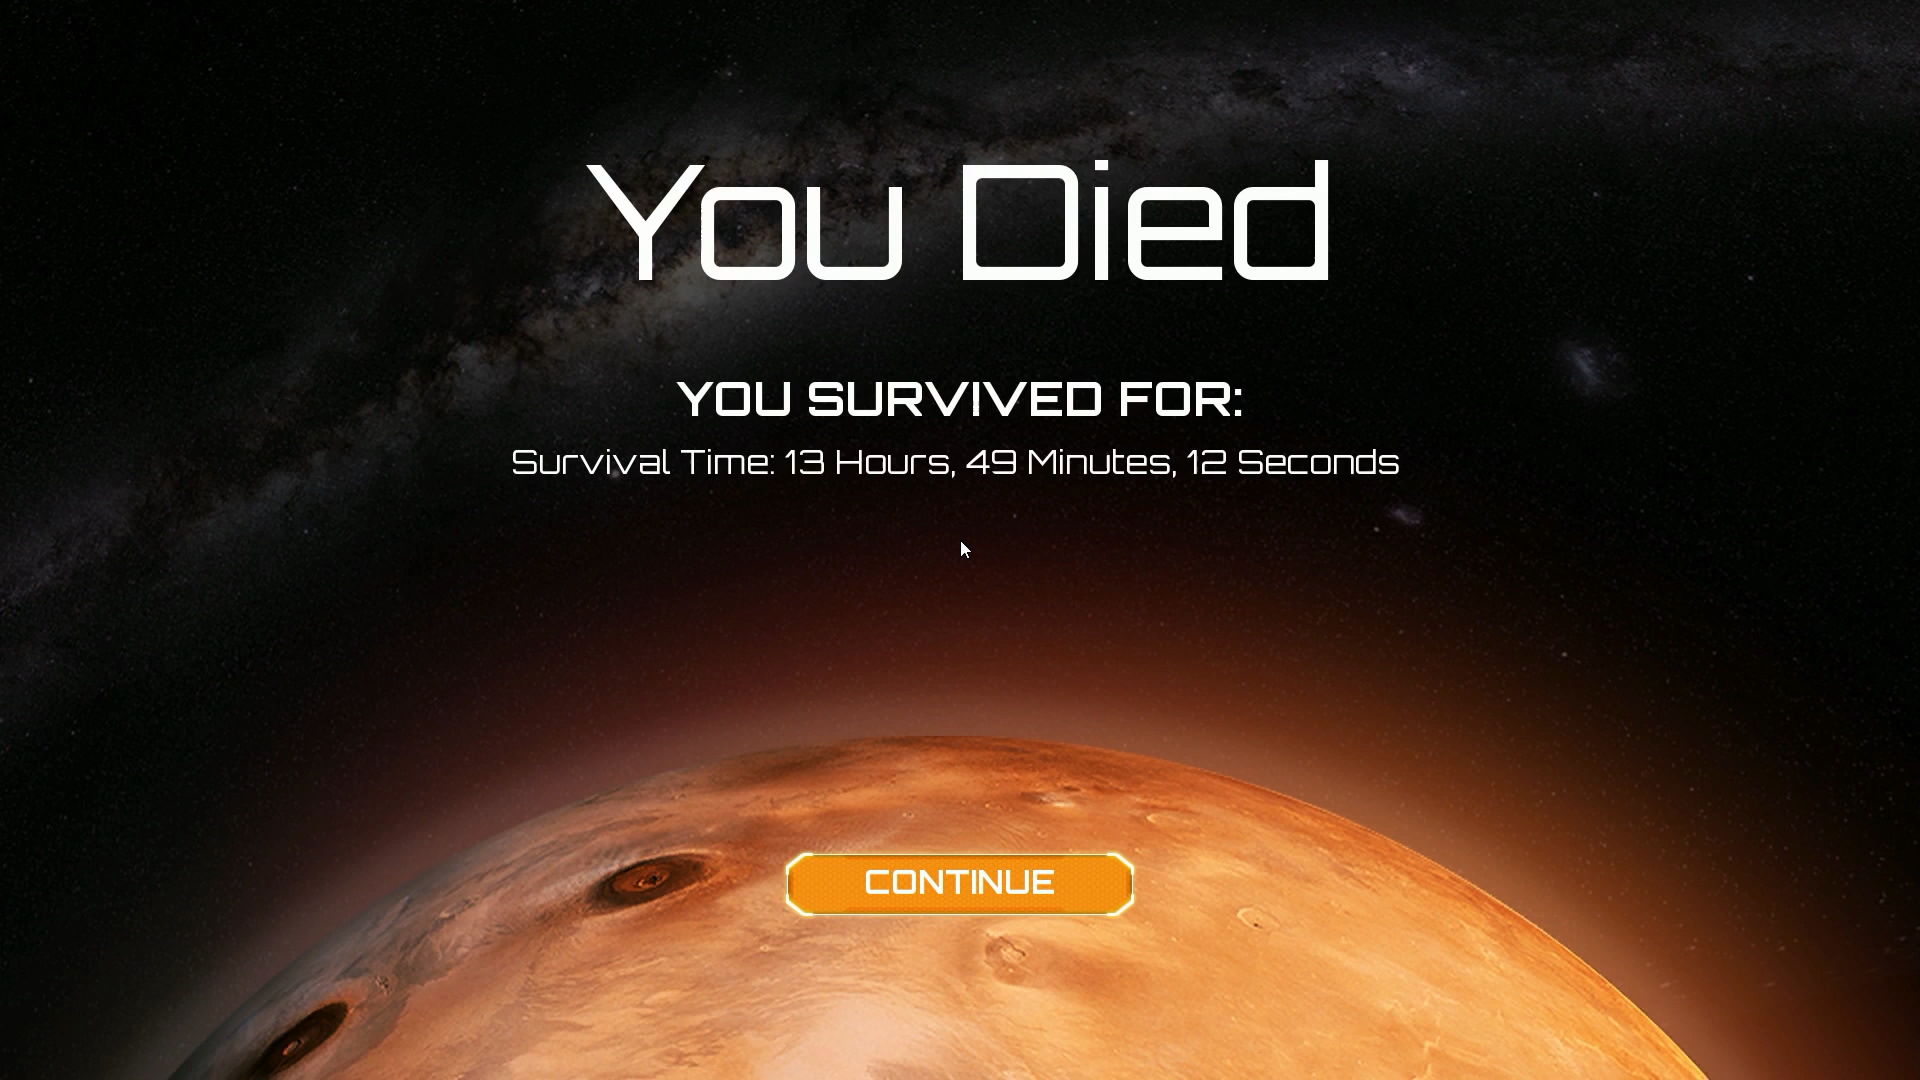 You Died
YOU SURVIVED FOR:
Survival Time: 13 Hours, 49 Minutes, 12 Seconds
CONTINUE